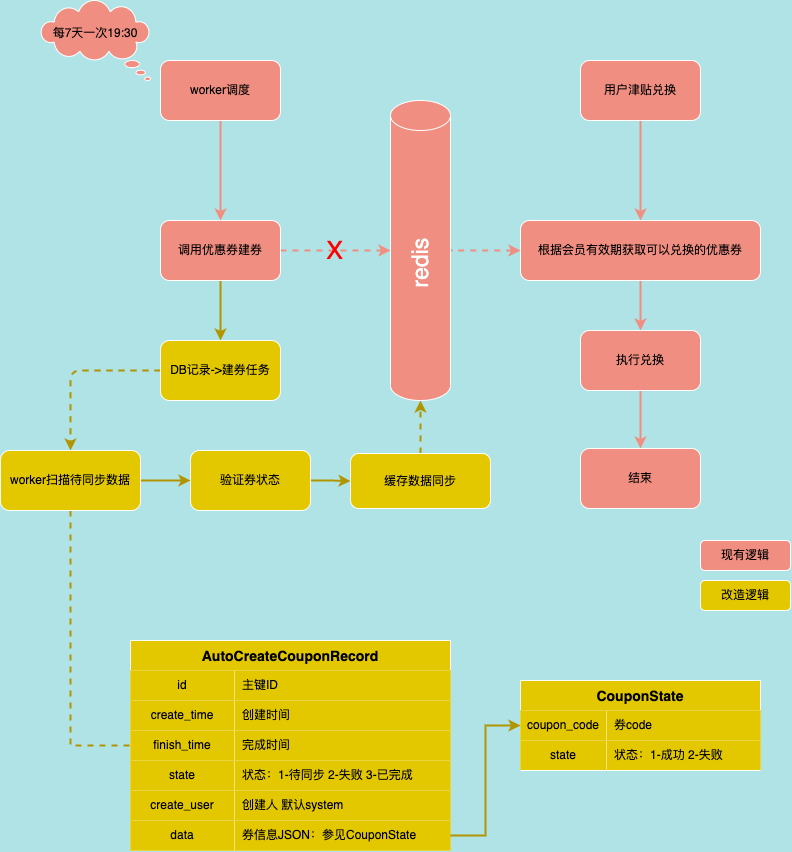 每7天一次19:30
worker调度
用户津贴兑换
调用优惠券建券
X
redis
根据会员有效期获取可以兑换的优惠券
DB记录->建券任务
执行兑换
worker扫描待同步数据
验证券状态
缓存数据同步
结束
现有逻辑
改造逻辑
AutoCreateCouponRecord
id 主键ID
create_time 创建时间
finish_time 完成时间
state 状态：1-待同步 2-失败 3-已完成
create_user 创建人 默认system
data 券信息JSON：参见CouponState
CouponState
coupon_code 券code
state 状态：1-成功 2-失败